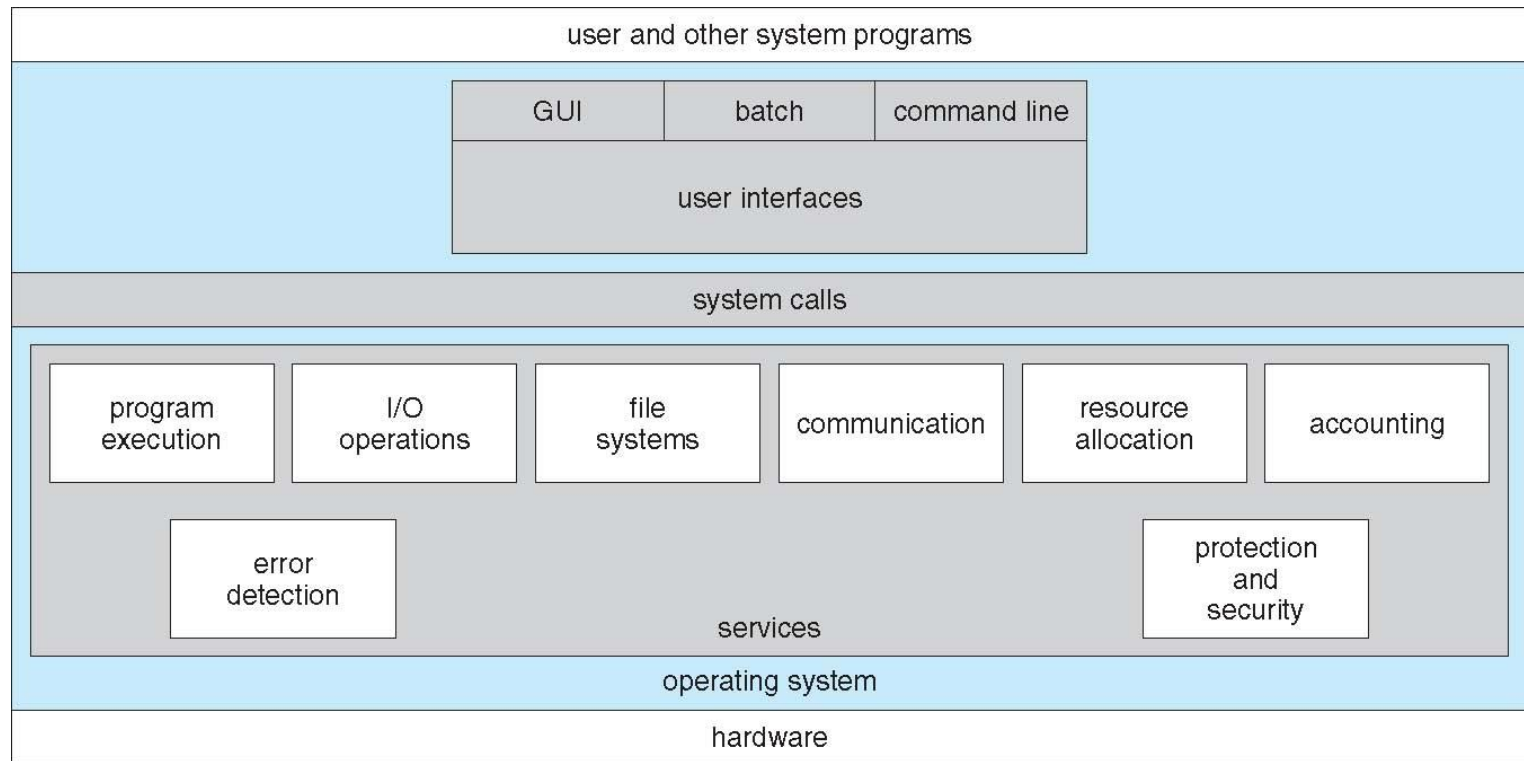 user and other system programs
GUI
batch
command line
user interfaces
system calls
program
execution
I/O
operations
file
systems
communication
resource
allocation
accounting
error
detection
protection
and
security
services
operating system
hardware